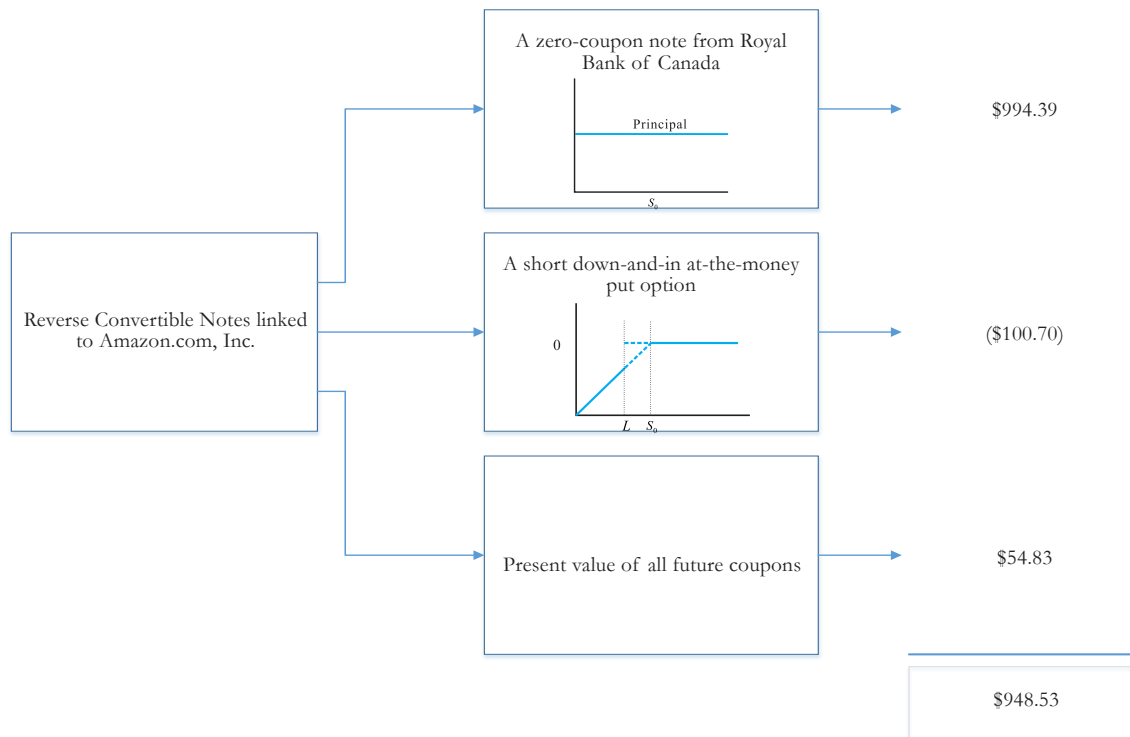 A zero-coupon note from Royal
Bank of Canada
Principal
S₀
$994.39
Reverse Convertible Notes linked
to Amazon.com, Inc.
A short down-and-in at-the-money
put option
0
L S₀
($100.70)
Present value of all future coupons
$54.83
$948.53